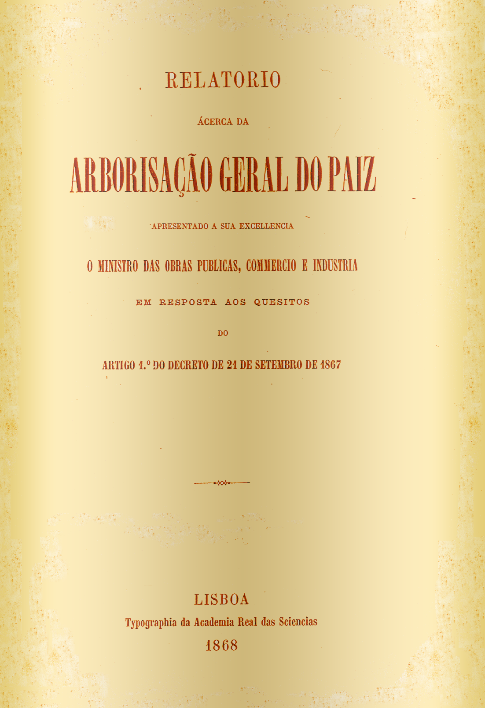 RELATORIO
ÁCERCA DA
ARBORISAÇÃO GERAL DO PAIZ
APRESENTADO A SUA EXCELLENCIA
O MINISTRO DAS OBRAS PUBLICAS, COMMERCIO E INDUSTRIA
EM RESPOSTA AOS QUESITOS
DO
ARTIGO 1.º DO DECRETO DE 21 DE SETEMBRO DE 1867
LISBOA
Typographia da Academia Real das Sciencias
1868